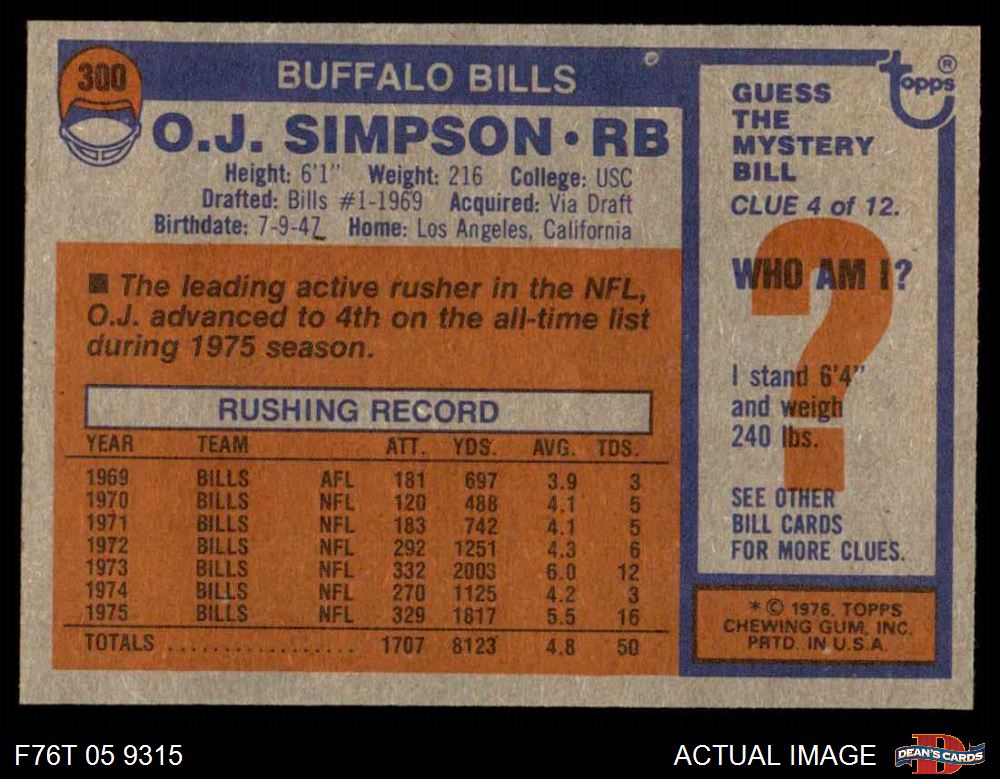 300
BUFFALO BILLS
O.J. SIMPSON • RB
Height: 6'1" Weight: 216 College: USC
Drafted: Bills #1-1969 Acquired: Via Draft
Birthdate: 7-9-47 Home: Los Angeles, California
■ The leading active rusher in the NFL,
O.J. advanced to 4th on the all-time list
during 1975 season.
RUSHING RECORD
YEAR TEAM ATT. YDS. AVG. TDS.
1969 BILLS AFL 181 697 3.9 3
1970 BILLS NFL 120 488 4.1 5
1971 BILLS NFL 183 742 4.1 5
1972 BILLS NFL 292 1251 4.3 6
1973 BILLS NFL 332 2003 6.0 12
1974 BILLS NFL 270 1125 4.2 3
1975 BILLS NFL 329 1817 5.5 16
TOTALS .................. 1707 8123 4.8 50
topps ®
GUESS
THE
MYSTERY
BILL
CLUE 4 of 12.
?
WHO AM I?
I stand 6'4"
and weigh
240 lbs.
SEE OTHER
BILL CARDS
FOR MORE CLUES.
* © 1976, TOPPS
CHEWING GUM, INC.
PRTD. IN U.S.A.
F76T 05 9315
ACTUAL IMAGE
D
DEAN'S CARDS